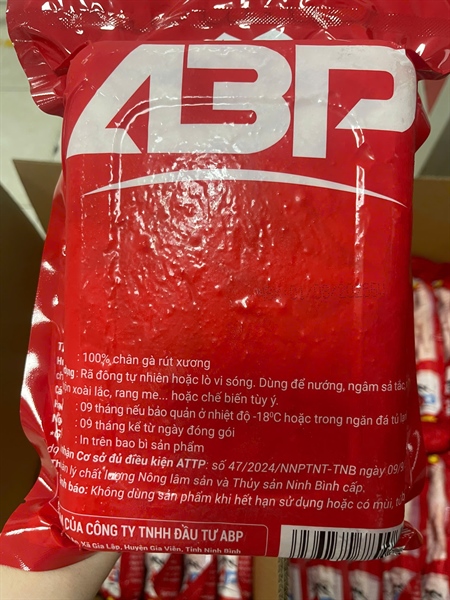 ABP
: 100% chân gà rút xương
: Rã đông tự nhiên hoặc lò vi sóng. Dùng để nướng, ngâm sả tắc,
xoài lắc, rang me... hoặc chế biến tùy ý.
: 09 tháng nếu bảo quản ở nhiệt độ -18⁰C hoặc trong ngăn đá tủ lạnh
: 09 tháng kể từ ngày đóng gói
: In trên bao bì sản phẩm
nhận Cơ sở đủ điều kiện ATTP: số 47/2024/NNPTNT-TNB ngày 09/
lý chất lượng Nông lâm sản và Thủy sản Ninh Bình cấp.
báo: Không dùng sản phẩm khi hết hạn sử dụng hoặc có mùi,
CỦA CÔNG TY TNHH ĐẦU TƯ ABP
Xã Gia Lập, Huyện Gia Viễn, Tỉnh Ninh Bình